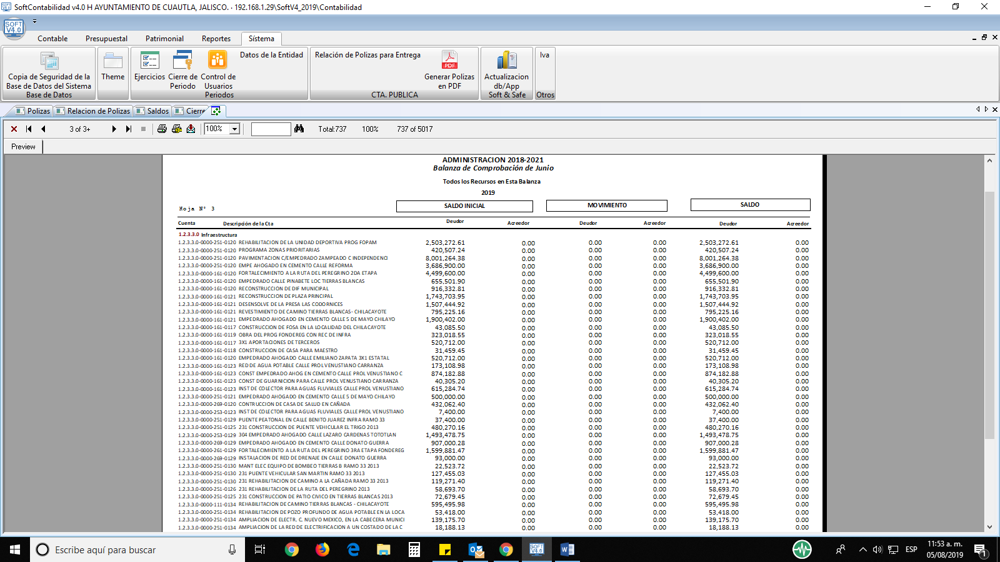 SoftContabilidad v4.0 H AYUNTAMIENTO DE CUAUTLA, JALISCO. - 192.168.1.29\SoftV4_2019\Contabilidad
SOFT V4.0
Contable Presupuestal Patrimonial Reportes Sístema
Copia de Seguridad de la Base de Datos del Sistema
Base de Datos
Theme
Ejercicios
Cierre de Periodo
Control de Usuarios
Datos de la Entidad
Periodos
Relación de Polizas para Entrega
PDF
Generar Polizas en PDF
CTA. PUBLICA
Actualizacion db/App
Soft & Safe
Iva
Otros
Polizas Relacion de Polizas Saldos Cierre
3 of 3+ 100% Total:737 100% 737 of 5017
Preview
ADMINISTRACION 2018-2021
Balanza de Comprobación de Junio
Todos los Recursos en Esta Balanza
2019
Hoja N° 3 SALDO INICIAL MOVIMIENTO SALDO
Cuenta Descripción de la Cta Deudor Acreedor Deudor Acreedor Deudor Acreedor
1.2.3.3.0 Infraestructura
1.2.3.3.0-0000-251-0120 REHABILITACION DE LA UNIDAD DEPORTIVA PROG FOPAM 2,503,272.61 0.00 0.00 0.00 2,503,272.61 0.00
1.2.3.3.0-0000-251-0120 PROGRAMA ZONAS PRIORITARIAS 420,507.24 0.00 0.00 0.00 420,507.24 0.00
1.2.3.3.0-0000-251-0120 PAVIMENTACION C/EMPEDRADO ZAMPEADO C INDEPENDENCI 8,001,264.38 0.00 0.00 0.00 8,001,264.38 0.00
1.2.3.3.0-0000-251-0120 EMPE AHOGADO EN CEMENTO CALLE REFORMA 3,686,900.00 0.00 0.00 0.00 3,686,900.00 0.00
1.2.3.3.0-0000-161-0120 FORTALECIMIENTO A LA RUTA DEL PEREGRINO 2DA ETAPA 4,499,600.00 0.00 0.00 0.00 4,499,600.00 0.00
1.2.3.3.0-0000-161-0120 EMPEDRADO CALLE PINABETE LOC TIERRAS BLANCAS 655,501.90 0.00 0.00 0.00 655,501.90 0.00
1.2.3.3.0-0000-161-0120 RECONSTRUCCION DE DIF MUNICIPAL 916,332.81 0.00 0.00 0.00 916,332.81 0.00
1.2.3.3.0-0000-161-0121 RECONSTRUCCION DE PLAZA PRINCIPAL 1,743,703.95 0.00 0.00 0.00 1,743,703.95 0.00
1.2.3.3.0-0000-161-0121 DESENSOLVE DE LA PRESA LAS CODORNICES 1,507,444.92 0.00 0.00 0.00 1,507,444.92 0.00
1.2.3.3.0-0000-161-0121 REVESTIMIENTO DE CAMINO TIERRAS BLANCAS- CHILACAYOTE 795,225.16 0.00 0.00 0.00 795,225.16 0.00
1.2.3.3.0-0000-161-0121 EMPEDRADO AHOGADO EN CEMENTO CALLE 5 DE MAYO CHILAYO 1,900,402.00 0.00 0.00 0.00 1,900,402.00 0.00
1.2.3.3.0-0000-161-0117 CONSTRUCCION DE FOSA EN LA LOCALIDAD DEL CHILACAYOTE 43,085.50 0.00 0.00 0.00 43,085.50 0.00
1.2.3.3.0-0000-161-0119 OBRA DEL PROG FONDEREG CON REC DE INFRA 323,018.55 0.00 0.00 0.00 323,018.55 0.00
1.2.3.3.0-0000-161-0117 3X1 APORTACIONES DE TERCEROS 520,712.00 0.00 0.00 0.00 520,712.00 0.00
1.2.3.3.0-0000-161-0118 CONSTRUCCION DE CASA PARA MAESTRO 31,459.45 0.00 0.00 0.00 31,459.45 0.00
1.2.3.3.0-0000-161-0120 EMPEDRADO AHOGADO CALLE EMILIANO ZAPATA 3X1 ESTATAL 520,712.00 0.00 0.00 0.00 520,712.00 0.00
1.2.3.3.0-0000-161-0123 RED DE AGUA POTABLE CALLE PROL VENUSTIANO CARRANZA 173,108.98 0.00 0.00 0.00 173,108.98 0.00
1.2.3.3.0-0000-161-0123 CONST EMPEDRADO AHOG EN CEMENTO CALLE PROL VENUSTIANO C 874,182.88 0.00 0.00 0.00 874,182.88 0.00
1.2.3.3.0-0000-161-0123 CONST DE GUARNICION PARA CALLE PROL VENUSTIANO CARRANZA 40,305.20 0.00 0.00 0.00 40,305.20 0.00
1.2.3.3.0-0000-161-0123 INST DE COLECTOR PARA AGUAS FLUVIALES CALLE PROL VENUSTIANO 615,284.74 0.00 0.00 0.00 615,284.74 0.00
1.2.3.3.0-0000-251-0121 EMPEDRADO AHOGADO EN CEMENTO CALLE 5 DE MAYO CHILAYO 500,000.00 0.00 0.00 0.00 500,000.00 0.00
1.2.3.3.0-0000-269-0120 CONTRUCCION DE CASA DE SALUD EN CAÑADA 432,062.40 0.00 0.00 0.00 432,062.40 0.00
1.2.3.3.0-0000-253-0123 INST DE COLECTOR PARA AGUAS FLUVIALES CALLE PROL VENUSTIANO 7,400.00 0.00 0.00 0.00 7,400.00 0.00
1.2.3.3.0-0000-251-0129 PUENTE PEATONAL EN CALLE BENITO JUAREZ INFRA RAMO 33 37,400.00 0.00 0.00 0.00 37,400.00 0.00
1.2.3.3.0-0000-251-0125 231 CONSTRUCCION DE PUENTE VEHICULAR EL TRIGO 2013 480,270.16 0.00 0.00 0.00 480,270.16 0.00
1.2.3.3.0-0000-253-0129 304 EMPEDRADO AHOGADO CALLE LAZARO CARDENAS TOTOTLAN 1,493,478.75 0.00 0.00 0.00 1,493,478.75 0.00
1.2.3.3.0-0000-269-0129 EMPEDRADO AHOGADO EN CEMENTO CALLE DONATO GUERRA 907,000.28 0.00 0.00 0.00 907,000.28 0.00
1.2.3.3.0-0000-261-0129 FORTALECIMIENTO A LA RUTA DEL PEREGRINO 3RA ETAPA FONDEREG 1,599,881.47 0.00 0.00 0.00 1,599,881.47 0.00
1.2.3.3.0-0000-269-0129 INSTALACION DE RED DE DRENAJE EN CALLE DONATO GUERRA 93,000.00 0.00 0.00 0.00 93,000.00 0.00
1.2.3.3.0-0000-251-0130 MANT ELEC EQUIPO DE BOMBEO TIERRAS B RAMO 33 2013 22,523.72 0.00 0.00 0.00 22,523.72 0.00
1.2.3.3.0-0000-251-0130 231 PUENTE VEHICULAR SAN MARTIN RAMO 33 2013 127,455.03 0.00 0.00 0.00 127,455.03 0.00
1.2.3.3.0-0000-251-0130 231 REHABILITACION DE CAMINO A LA CAÑADA RAMO 33 2013 119,271.40 0.00 0.00 0.00 119,271.40 0.00
1.2.3.3.0-0000-251-0126 231 REHABILITACION DE LA RUTA DEL PEREGRINO 2013 58,693.70 0.00 0.00 0.00 58,693.70 0.00
1.2.3.3.0-0000-251-0125 231 CONSTRUCCION DE PATIO CIVICO EN TIERRAS BLANCAS 2013 72,679.45 0.00 0.00 0.00 72,679.45 0.00
1.2.3.3.0-0000-111-0134 REHABILITACION DE CAMINO TIERRAS BLANCAS - CHILACAYOTE 595,495.98 0.00 0.00 0.00 595,495.98 0.00
1.2.3.3.0-0000-251-0134 REHABILITACION DE POZO PROFUNDO DE AGUA POTABLE EN LA LOCA 53,418.00 0.00 0.00 0.00 53,418.00 0.00
1.2.3.3.0-0000-251-0134 AMPLIACION DE ELECTR. C. NUEVO MEXICO, EN LA CABECERA MUNICI 139,175.70 0.00 0.00 0.00 139,175.70 0.00
1.2.3.3.0-0000-251-0134 AMPLIACION DE LA RED DE ELECTRIFICACION A UN COSTADO DE LA C 18,188.13 0.00 0.00 0.00 18,188.13 0.00
Escribe aquí para buscar
SOFT V4.0
ESP
11:53 a. m.
05/08/2019
1